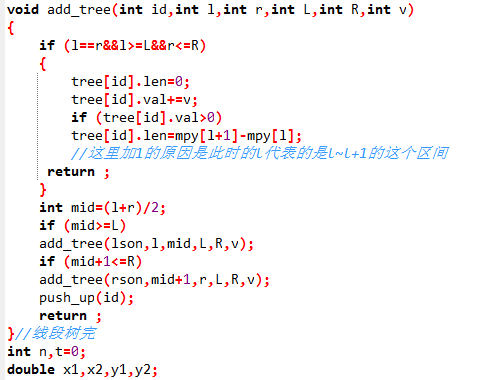 void add_tree(int id,int l,int r,int L,int R,int v)
{
    if (l==r&&l>=L&&r<=R)
    {
        tree[id].len=0;
        tree[id].val+=v;
        if (tree[id].val>0)
        tree[id].len=mpy[l+1]-mpy[l];
        //这里加1的原因是此时的l代表的是l~l+1的这个区间
     return ;
    }
    int mid=(l+r)/2;
    if (mid>=L)
    add_tree(lson,l,mid,L,R,v);
    if (mid+1<=R)
    add_tree(rson,mid+1,r,L,R,v);
    push_up(id);
    return ;
}//线段树完
int n,t=0;
double x1,x2,y1,y2;